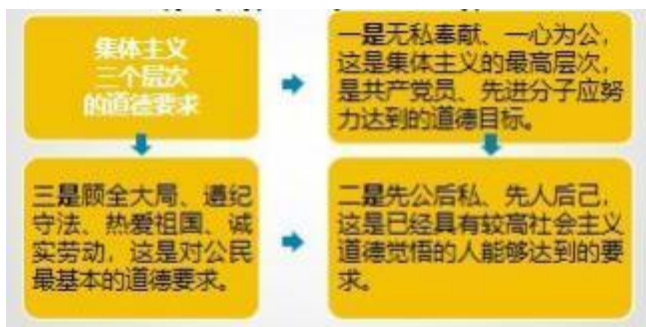 集体主义
三个层次
的道德要求
一是无私奉献、一心为公，
这是集体主义的最高层次，
是共产党员、先进分子应努
力达到的道德目标。
三是顾全大局、遵纪
守法、热爱祖国、诚
实劳动，这是对公民
最基本的道德要求。
二是先公后私、先人后己，
这是已经具有较高社会主义
道德觉悟的人能够达到的要
求。